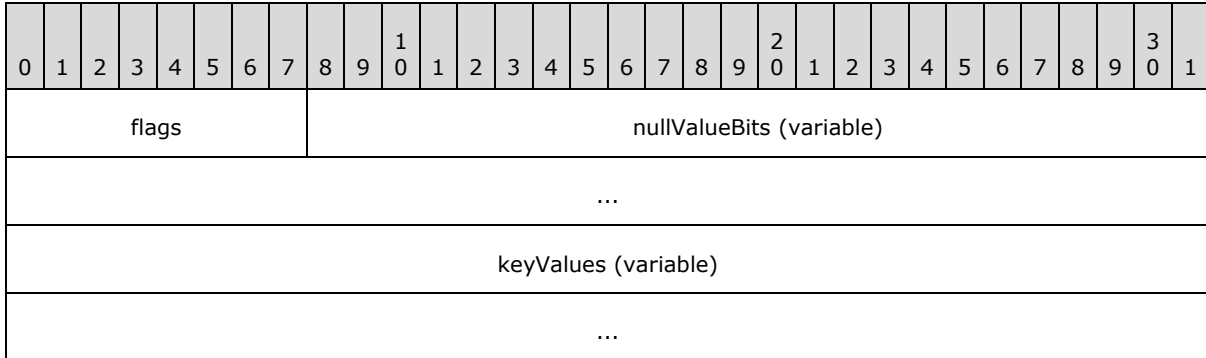 1 2 3
0 1 2 3 4 5 6 7 8 9 0 1 2 3 4 5 6 7 8 9 0 1 2 3 4 5 6 7 8 9 0 1
flags nullValueBits (variable)
...
keyValues (variable)
...